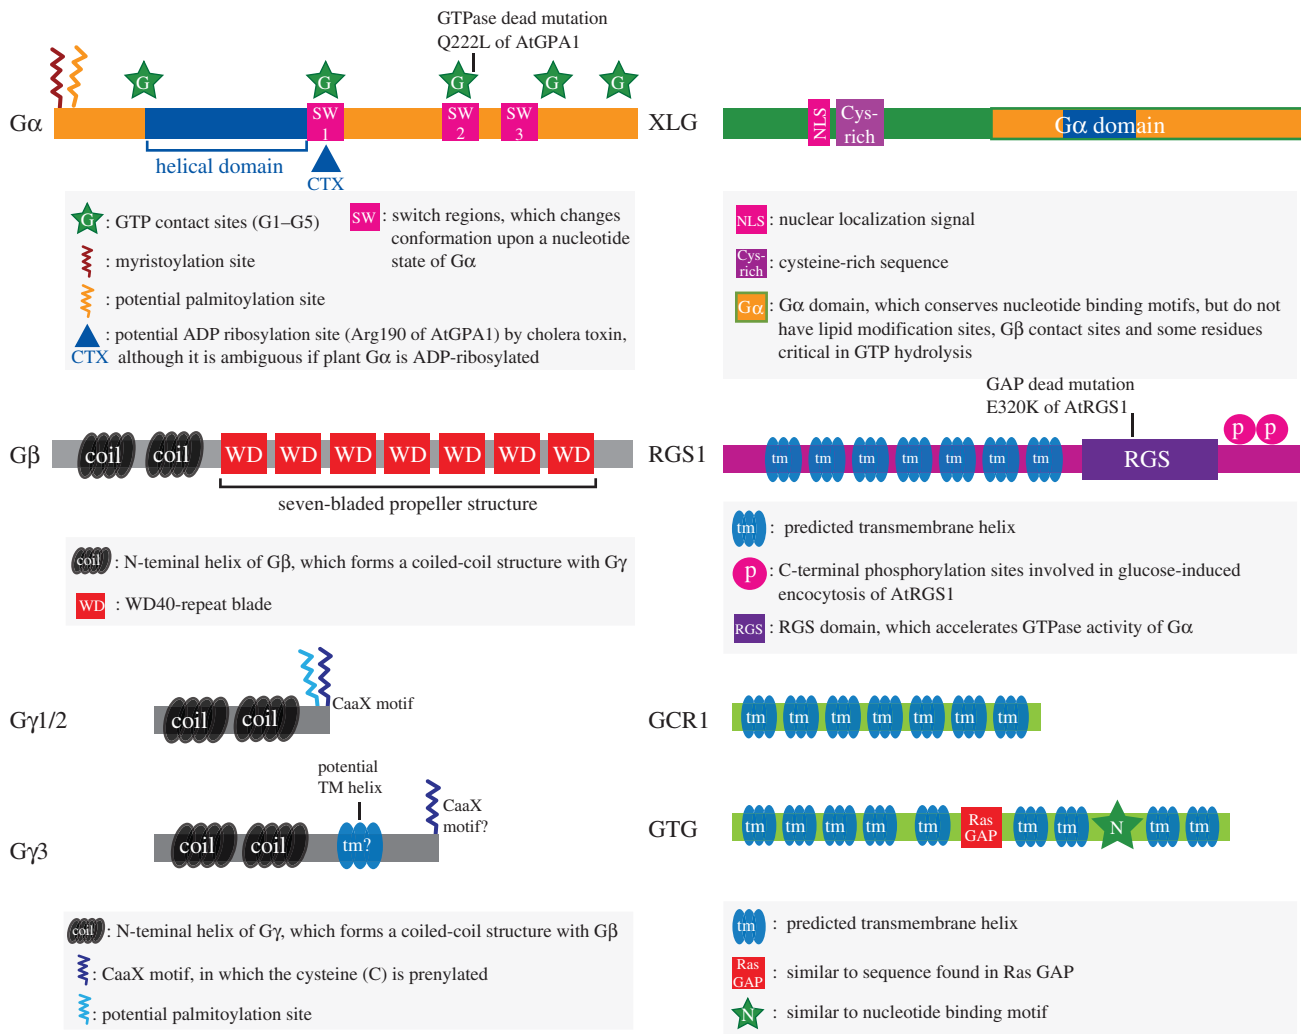 GTPase dead mutation
Q222L of AtGPA1
G G G G G
Gα
SW
1
SW
2
SW
3
helical domain
CTX
G : GTP contact sites (G1–G5)
: myristoylation site
: potential palmitoylation site
CTX : potential ADP ribosylation site (Arg190 of AtGPA1) by cholera toxin,
although it is ambiguous if plant Gα is ADP-ribosylated
SW : switch regions, which changes
conformation upon a nucleotide
state of Gα
XLG
NLS
Cys-
rich
Gα domain
NLS : nuclear localization signal
Cys-
rich : cysteine-rich sequence
Gα : Gα domain, which conserves nucleotide binding motifs, but do not
have lipid modification sites, Gβ contact sites and some residues
critical in GTP hydrolysis
Gβ
coil coil WD WD WD WD WD WD WD
seven-bladed propeller structure
coil : N-teminal helix of Gβ, which forms a coiled-coil structure with Gγ
WD : WD40-repeat blade
GAP dead mutation
E320K of AtRGS1
p p
RGS1
tm tm tm tm tm tm tm RGS
tm : predicted transmembrane helix
p : C-terminal phosphorylation sites involved in glucose-induced
encocytosis of AtRGS1
RGS : RGS domain, which accelerates GTPase activity of Gα
Gγ1/2
coil coil
CaaX motif
potential
TM helix
Gγ3
coil coil tm?
CaaX
motif?
coil : N-teminal helix of Gγ, which forms a coiled-coil structure with Gβ
: CaaX motif, in which the cysteine (C) is prenylated
: potential palmitoylation site
GCR1
tm tm tm tm tm tm tm
GTG
tm tm tm tm tm
Ras
GAP
tm tm N tm tm
tm : predicted transmembrane helix
Ras
GAP : similar to sequence found in Ras GAP
N : similar to nucleotide binding motif